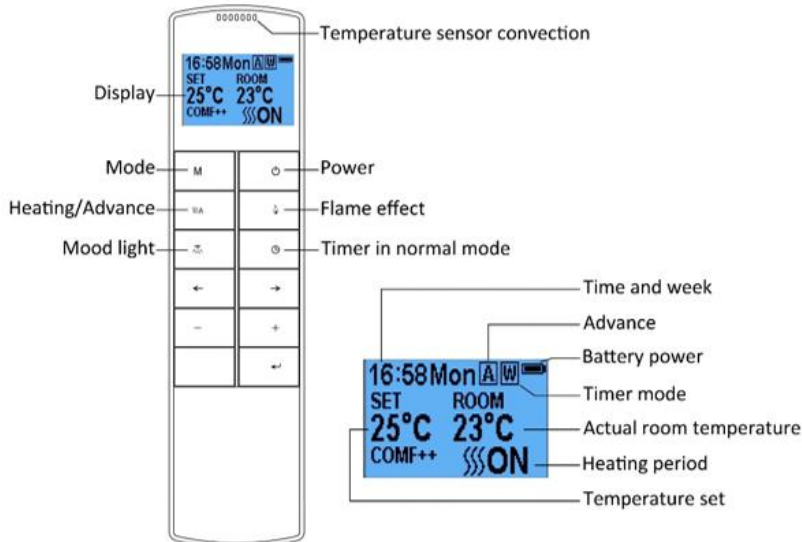 Temperature sensor convection
16:58Mon A W
SET ROOM
25°C 23°C
COMF++ ON
Display
Mode
M
Power
Heating/Advance
Flame effect
Mood light
Timer in normal mode
←
→
−
+
↵
Time and week
Advance
Battery power
16:58Mon A W
Timer mode
SET ROOM
25°C 23°C
Actual room temperature
COMF++ ON
Heating period
Temperature set